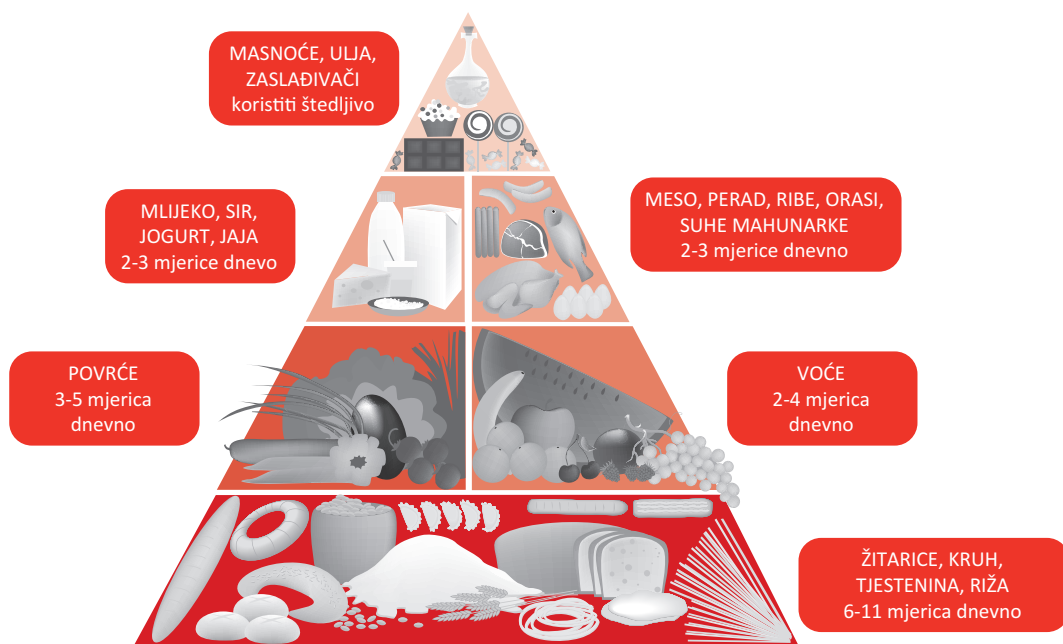 MASNOĆE, ULJA,
ZASLAĐIVAČI
koristiti štedljivo
MLIJEKO, SIR,
JOGURT, JAJA
2-3 mjerice dnevo
MESO, PERAD, RIBE, ORASI,
SUHE MAHUNARKE
2-3 mjerice dnevno
POVRĆE
3-5 mjerica
dnevno
VOĆE
2-4 mjerica
dnevno
ŽITARICE, KRUH,
TJESTENINA, RIŽA
6-11 mjerica dnevno